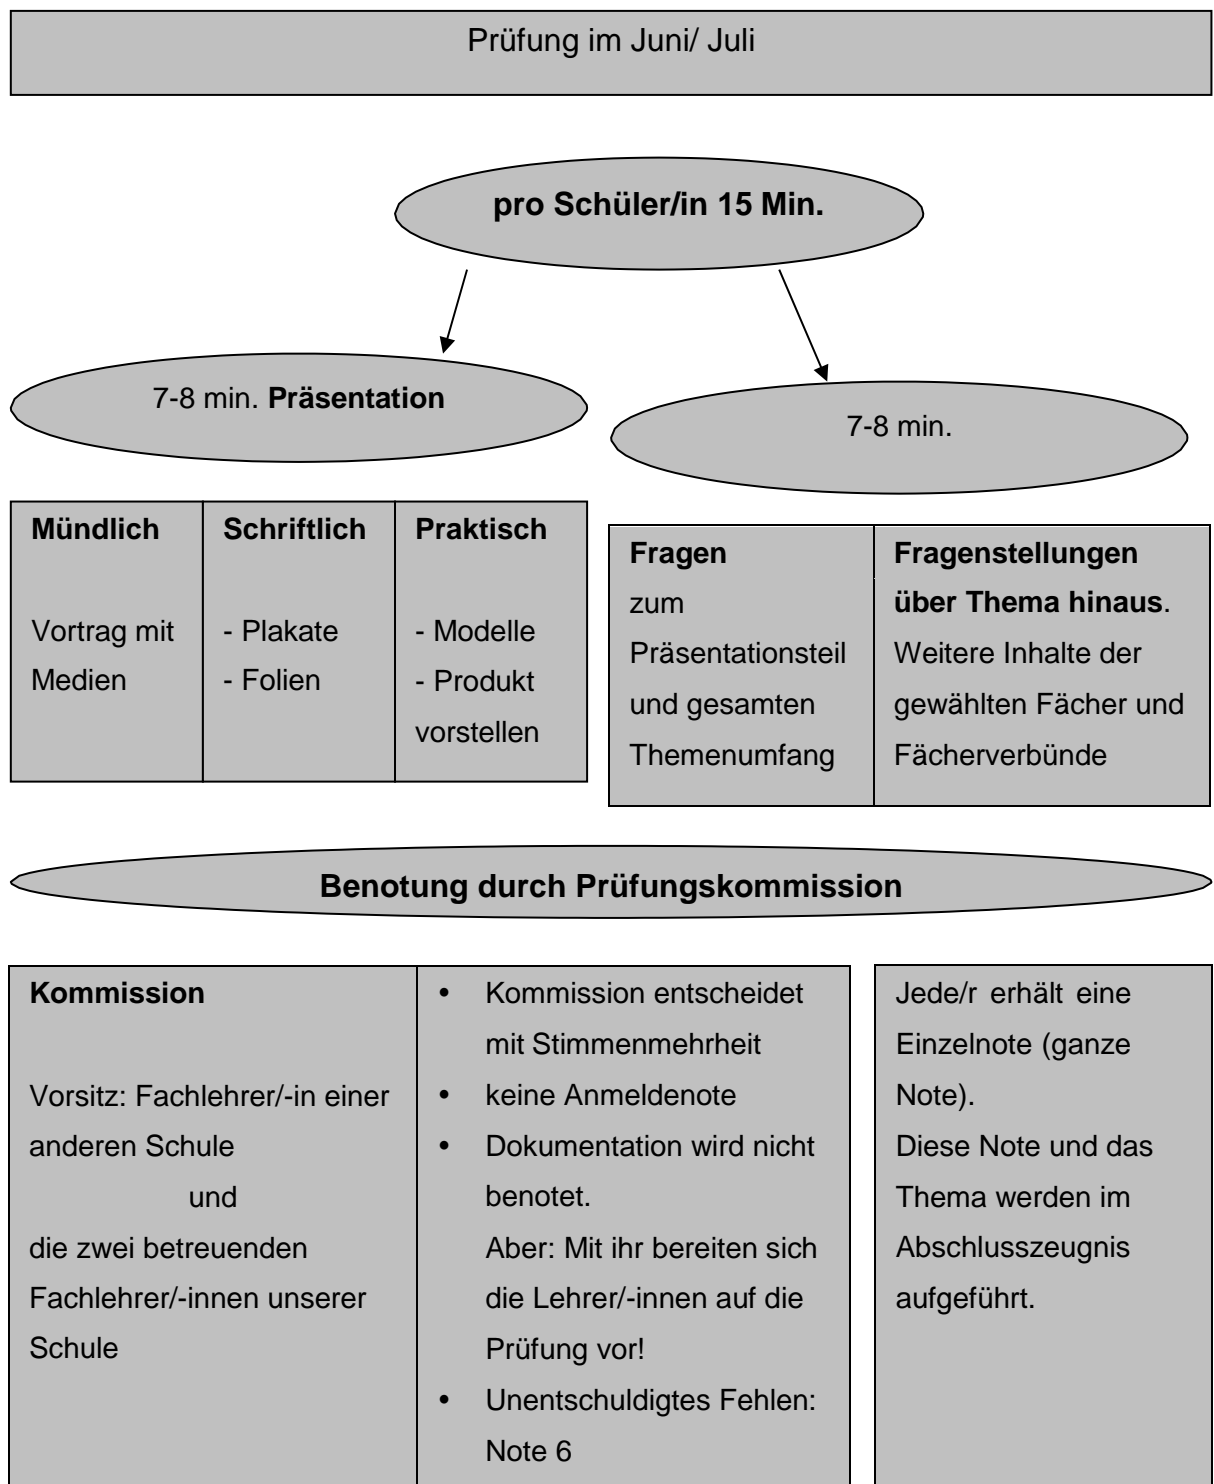 Prüfung im Juni/ Juli
pro Schüler/in 15 Min.
7-8 min. Präsentation
7-8 min.
Mündlich
Vortrag mit
Medien
Schriftlich
- Plakate
- Folien
Praktisch
- Modelle
- Produkt
vorstellen
Fragen
zum
Präsentationsteil
und gesamten
Themenumfang
Fragenstellungen
über Thema hinaus.
Weitere Inhalte der
gewählten Fächer und
Fächerverbünde
Benotung durch Prüfungskommission
Kommission
Vorsitz: Fachlehrer/-in einer
anderen Schule
und
die zwei betreuenden
Fachlehrer/-innen unserer
Schule
• Kommission entscheidet
mit Stimmenmehrheit
• keine Anmeldenote
• Dokumentation wird nicht
benotet.
Aber: Mit ihr bereiten sich
die Lehrer/-innen auf die
Prüfung vor!
• Unentschuldigtes Fehlen:
Note 6
Jede/r erhält eine
Einzelnote (ganze
Note).
Diese Note und das
Thema werden im
Abschlusszeugnis
aufgeführt.